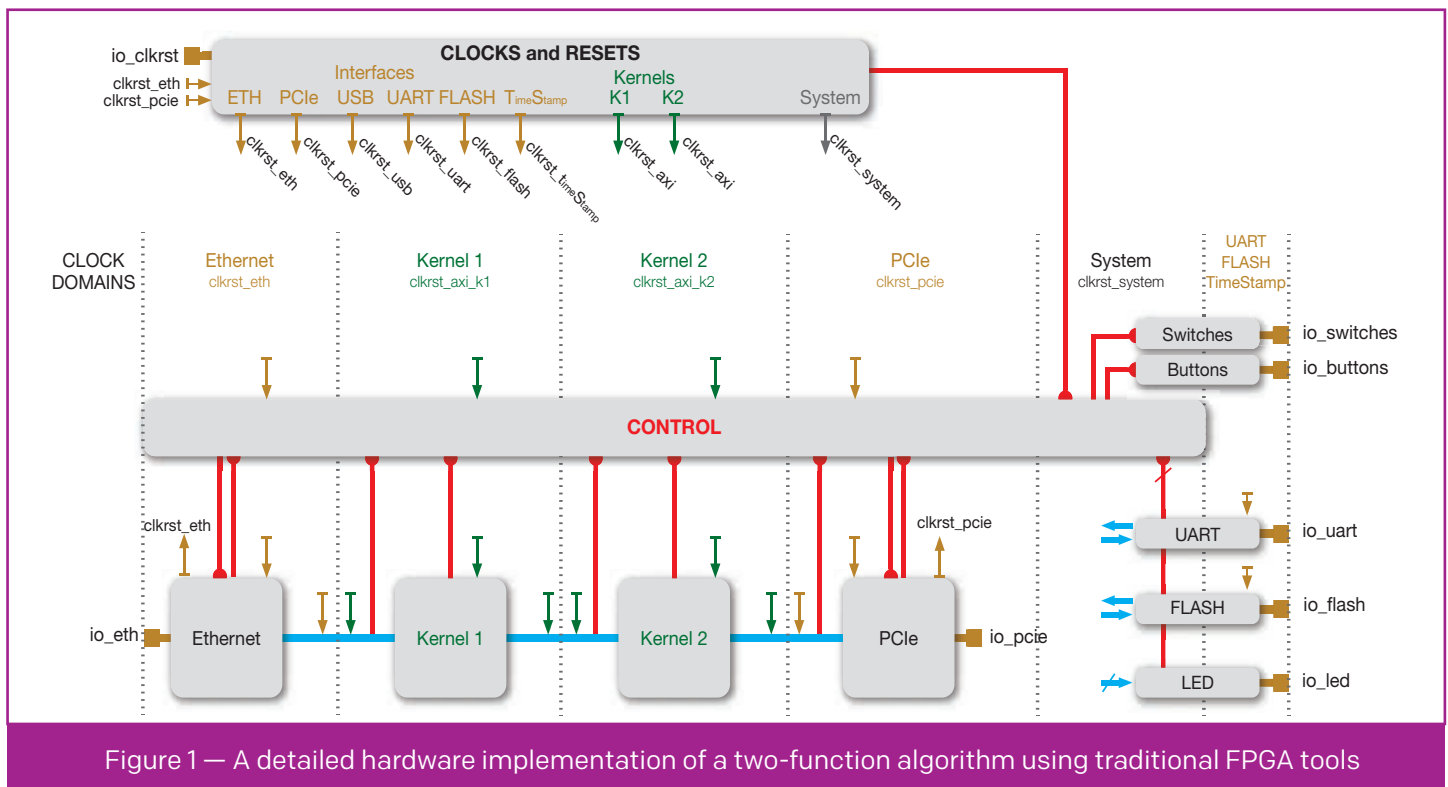 CLOCKS and RESETS
io_clkrst
clkrst_eth
clkrst_pcie
Interfaces
Kernels
ETH PCIe USB UART FLASH TimeStamp K1 K2 System
clkrst_eth
clkrst_pcie
clkrst_usb
clkrst_uart
clkrst_flash
clkrst_timeStamp
clkrst_axi
clkrst_axi
clkrst_system
CLOCK
DOMAINS
Ethernet
clkrst_eth
Kernel 1
clkrst_axi_k1
Kernel 2
clkrst_axi_k2
PCIe
clkrst_pcie
System
clkrst_system
UART
FLASH
TimeStamp
Switches
io_switches
Buttons
io_buttons
CONTROL
clkrst_eth
clkrst_pcie
UART
io_uart
FLASH
io_flash
LED
io_led
io_eth
Ethernet
Kernel 1
Kernel 2
PCIe
io_pcie
Figure 1 — A detailed hardware implementation of a two-function algorithm using traditional FPGA tools